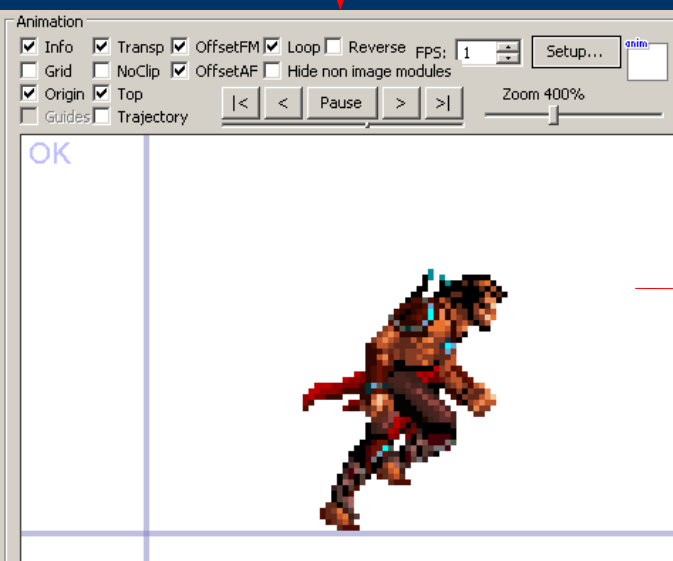 Animation
Info Transp OffsetFM Loop Reverse FPS: 1 Setup... anim
Grid NoClip OffsetAF Hide non image modules
Origin Top |< < Pause > >| Zoom 400%
Guides Trajectory
OK